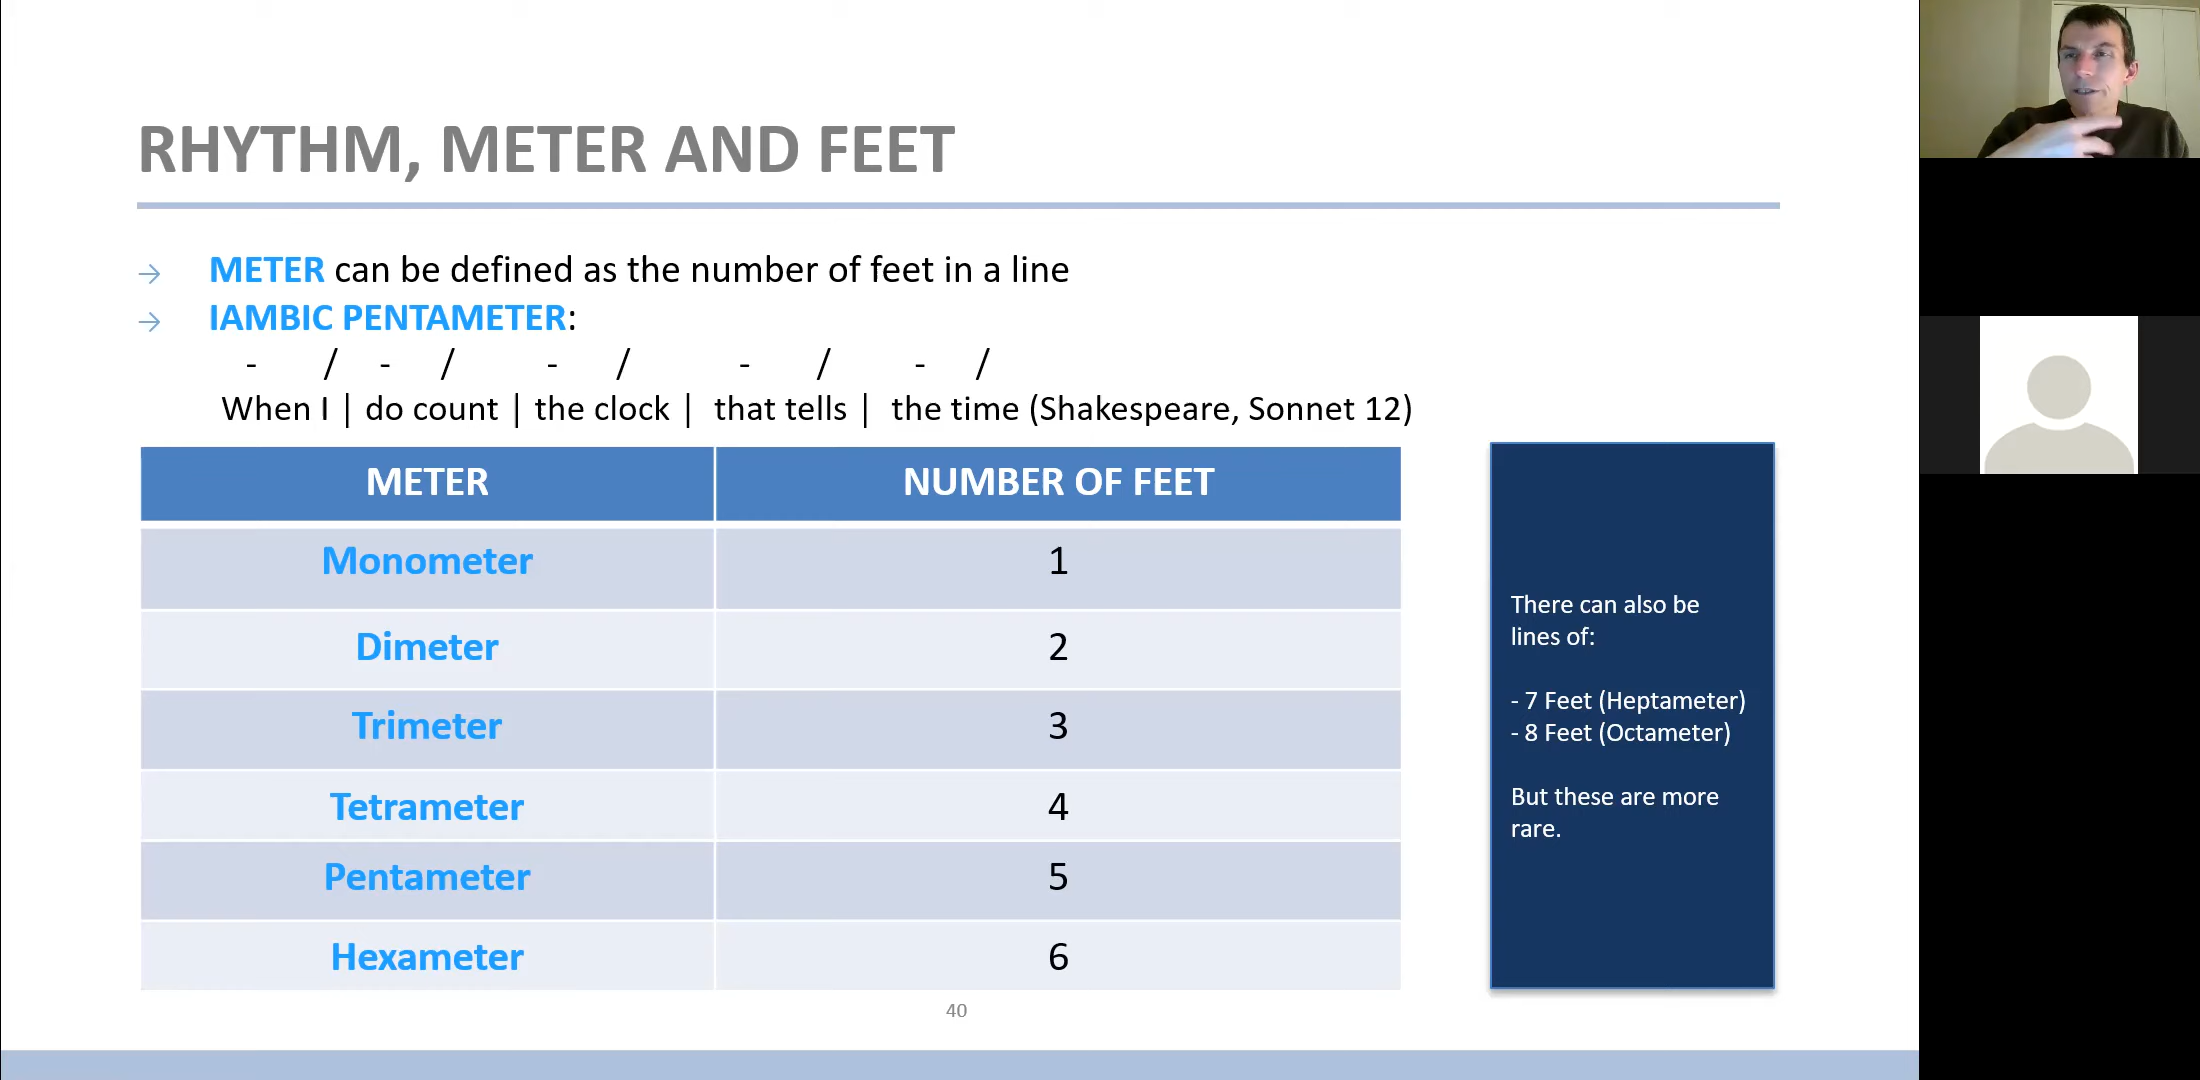 RHYTHM, METER AND FEET
→ METER can be defined as the number of feet in a line
→ IAMBIC PENTAMETER:
- / - / - / - / - /
When I | do count | the clock | that tells | the time (Shakespeare, Sonnet 12)
METER NUMBER OF FEET
Monometer 1
Dimeter 2
Trimeter 3
Tetrameter 4
Pentameter 5
Hexameter 6
There can also be
lines of:
- 7 Feet (Heptameter)
- 8 Feet (Octameter)
But these are more
rare.
40